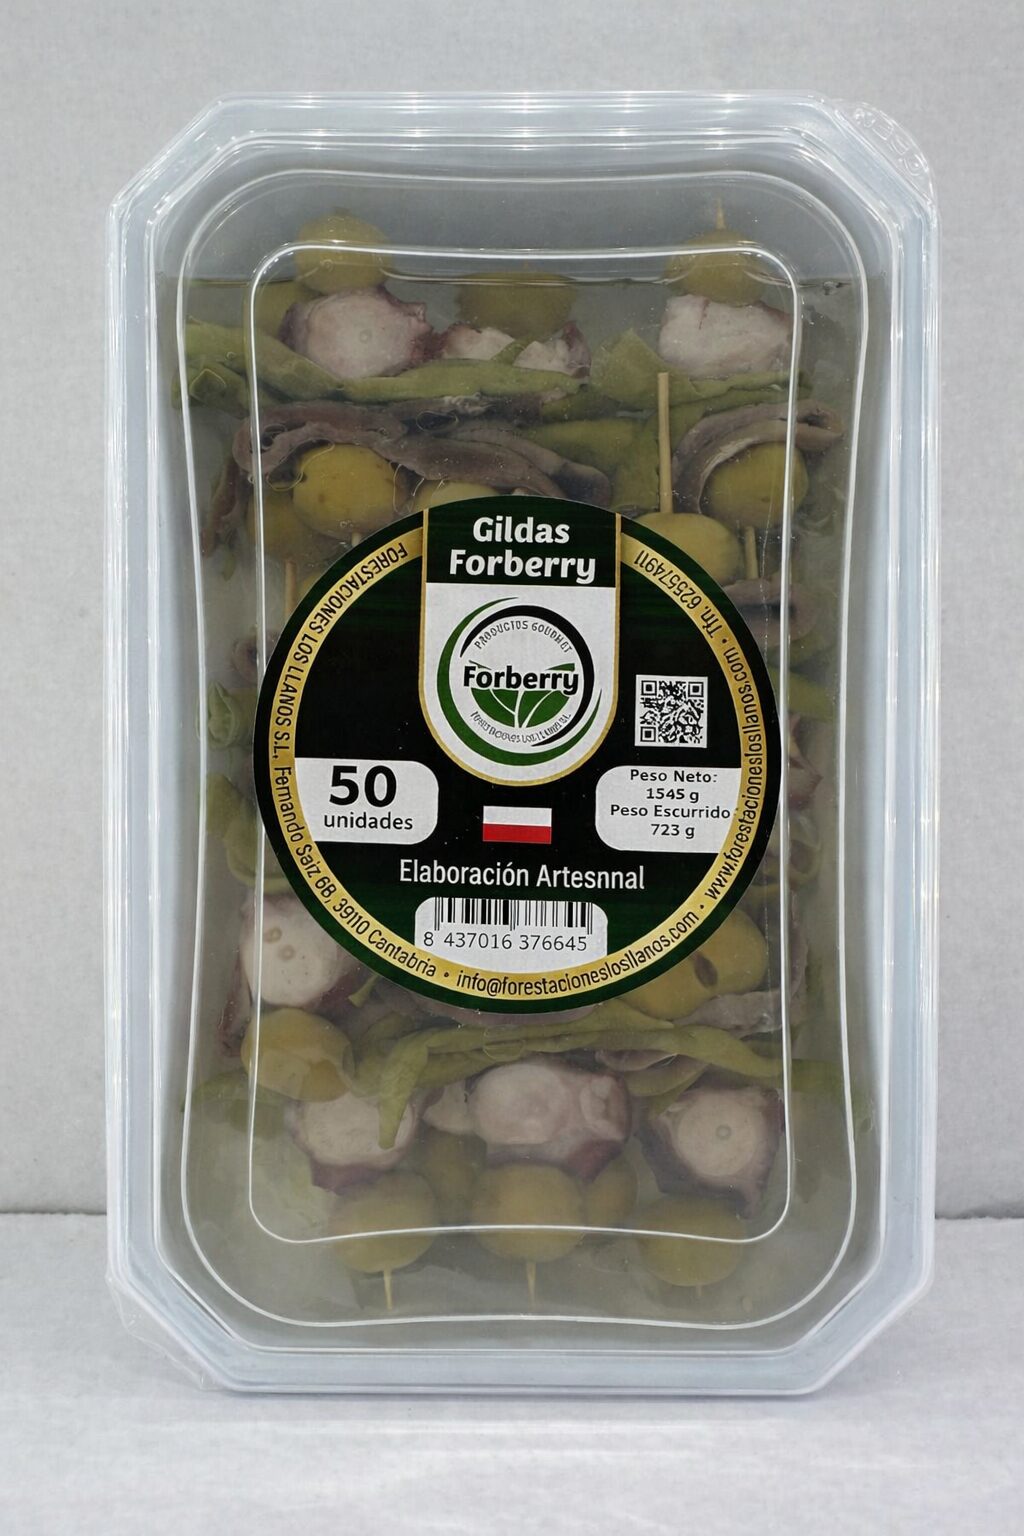 Gildas
Forberry
PRODUCTOS GOURMET
Forberry
50
unidades
Peso Neto:
1545 g
Peso Escurrido:
723 g
Elaboración Artesnnal
8 437016 376645
FORESTACIONES LOS LLANOS S.L. Fernando Saiz 6B, 39110 Cantabria • info@forestacioneslosllanos.com • www.forestacioneslosllanos.com • Tfn. 625574911